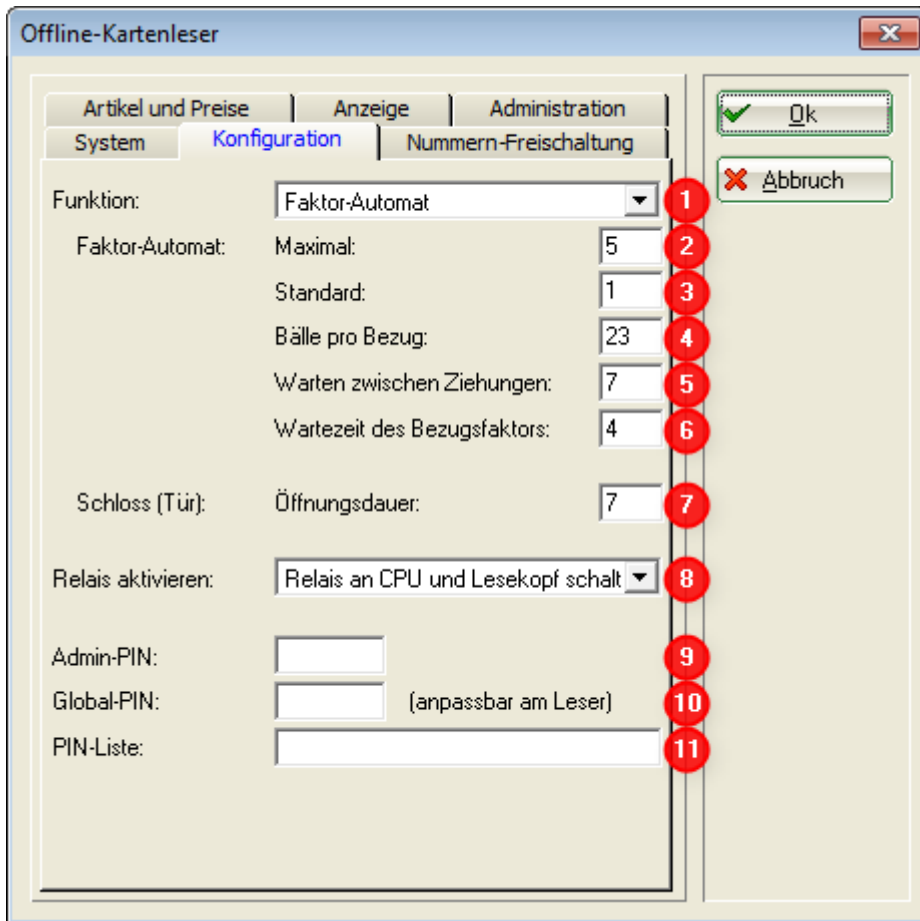 Offline-Kartenleser
Artikel und Preise Anzeige Administration
System Konfiguration Nummern-Freischaltung
Ok
Abbruch
Funktion: Faktor-Automat 1
Faktor-Automat: Maximal: 5 2
Standard: 1 3
Bälle pro Bezug: 23 4
Warten zwischen Ziehungen: 7 5
Wartezeit des Bezugsfaktors: 4 6
Schloss (Tür): Öffnungsdauer: 7 7
Relais aktivieren: Relais an CPU und Lesekopf schalt 8
Admin-PIN: 9
Global-PIN: (anpassbar am Leser) 10
PIN-Liste: 11